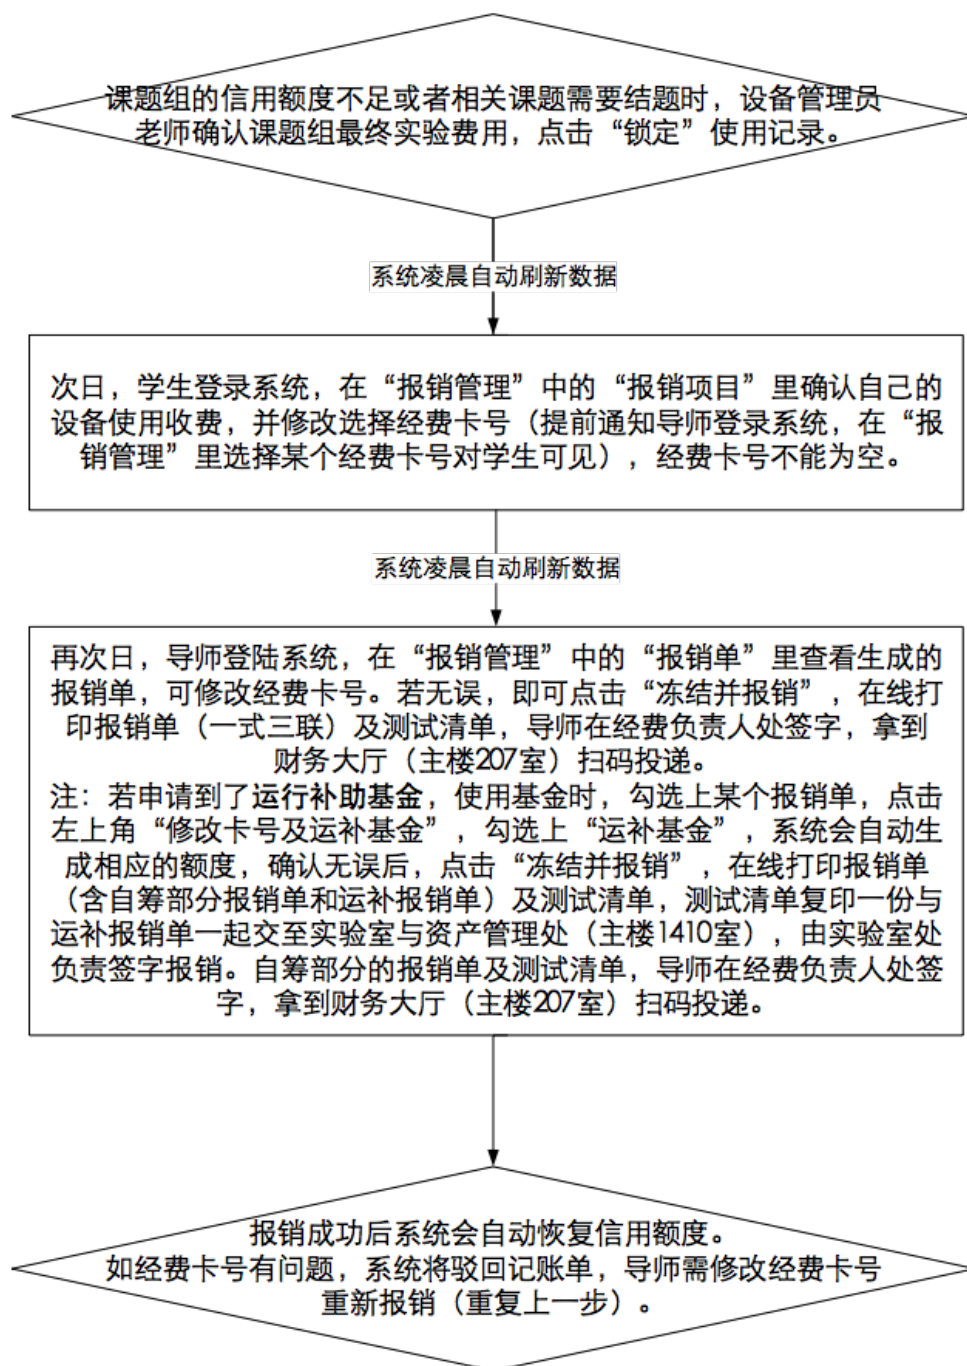 课题组的信用额度不足或者相关课题需要结题时，设备管理员
老师确认课题组最终实验费用，点击“锁定”使用记录。
系统凌晨自动刷新数据
次日，学生登录系统，在“报销管理”中的“报销项目”里确认自己的
设备使用收费，并修改选择经费卡号（提前通知导师登录系统，在“报
销管理”里选择某个经费卡号对学生可见），经费卡号不能为空。
系统凌晨自动刷新数据
再次日，导师登陆系统，在“报销管理”中的“报销单”里查看生成的
报销单，可修改经费卡号。若无误，即可点击“冻结并报销”，在线打
印报销单（一式三联）及测试清单，导师在经费负责人处签字，拿到
财务大厅（主楼207室）扫码投递。
注：若申请到了运行补助基金，使用基金时，勾选上某个报销单，点击
左上角“修改卡号及运补基金”，勾选上“运补基金”，系统会自动生
成相应的额度，确认无误后，点击“冻结并报销”，在线打印报销单
（含自筹部分报销单和运补报销单）及测试清单，测试清单复印一份与
运补报销单一起交至实验室与资产管理处（主楼1410室），由实验室处
负责签字报销。自筹部分的报销单及测试清单，导师在经费负责人处签
字，拿到财务大厅（主楼207室）扫码投递。
报销成功后系统会自动恢复信用额度。
如经费卡号有问题，系统将驳回记账单，导师需修改经费卡号
重新报销（重复上一步）。